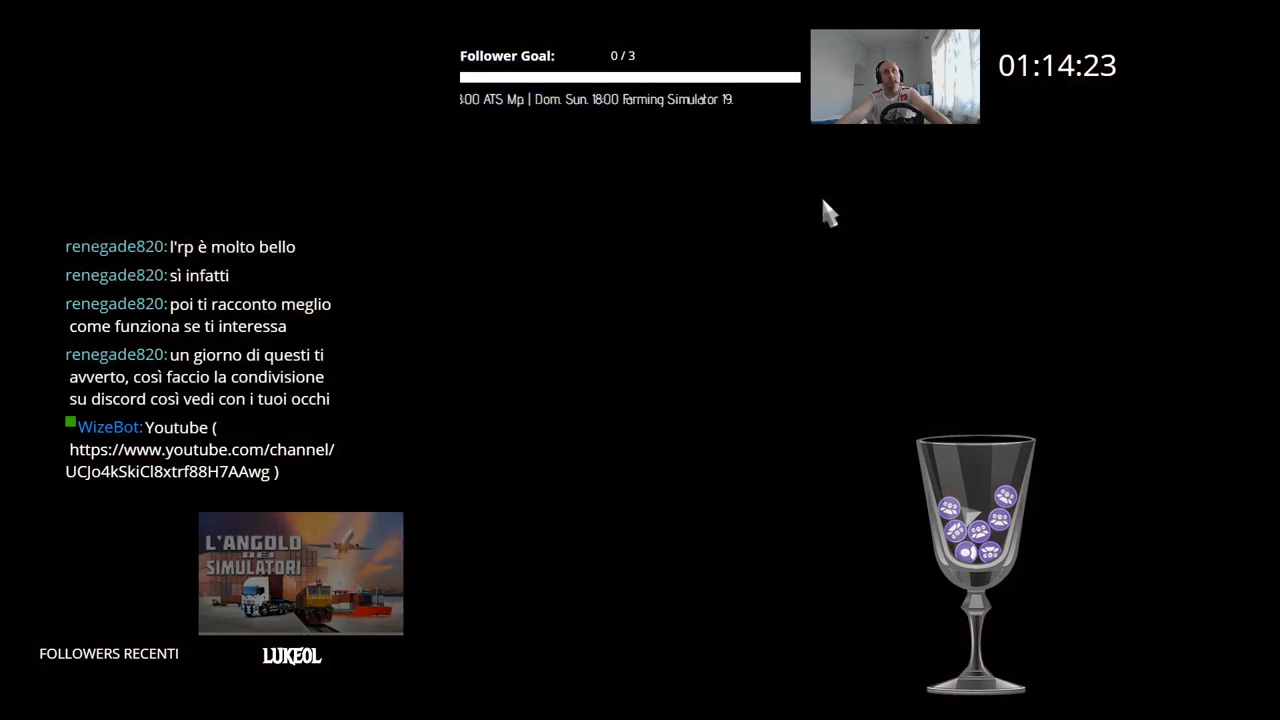 Follower Goal: 0 / 3
01:14:23
:00 ATS Mp | Dom. Sun. 18:00 Farming Simulator 19.
renegade820: l'rp è molto bello
renegade820: sì infatti
renegade820: poi ti racconto meglio
come funziona se ti interessa
renegade820: un giorno di questi ti
avverto, così faccio la condivisione
su discord così vedi con i tuoi occhi
WizeBot: Youtube (
https://www.youtube.com/channel/
UCJo4kSkiCl8xtrf88H7AAwg )
L'ANGOLO
DEI
SIMULATORI
FOLLOWERS RECENTI
LUKE0L